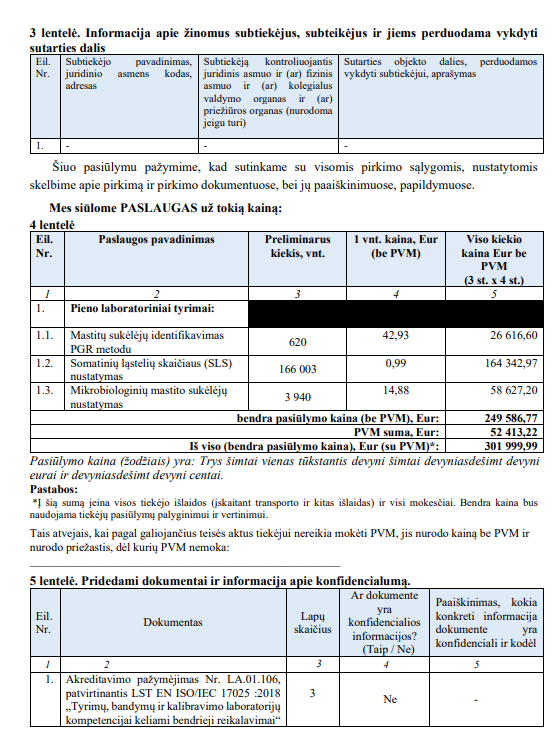 3 lentelė. Informacija apie žinomus subtiekėjus, subteikėjus ir jiems perduodama vykdyti
sutarties dalis
Eil. Nr.
Subtiekėjo pavadinimas, juridinio asmens kodas, adresas
Subtiekėją kontroliuojantis juridinis asmuo ir (ar) fizinis asmuo ir (ar) kolegialus valdymo organas ir (ar) priežiūros organas (nurodoma jeigu turi)
Sutarties objekto dalies, perduodamos vykdyti subtiekėjui, aprašymas
1. - - -
Šiuo pasiūlymu pažymime, kad sutinkame su visomis pirkimo sąlygomis, nustatytomis
skelbime apie pirkimą ir pirkimo dokumentuose, bei jų paaiškinimuose, papildymuose.
Mes siūlome PASLAUGAS už tokią kainą:
4 lentelė
Eil. Nr.
Paslaugos pavadinimas
Preliminarus kiekis, vnt.
1 vnt. kaina, Eur (be PVM)
Viso kiekio kaina Eur be PVM (3 st. x 4 st.)
1 2 3 4 5
1. Pieno laboratoriniai tyrimai:
1.1. Mastitų sukėlėjų identifikavimas PGR metodu 620 42,93 26 616,60
1.2. Somatinių ląstelių skaičiaus (SLS) nustatymas 166 003 0,99 164 342,97
1.3. Mikrobiologinių mastito sukėlėjų nustatymas 3 940 14,88 58 627,20
bendra pasiūlymo kaina (be PVM), Eur: 249 586,77
PVM suma, Eur: 52 413,22
Iš viso (bendra pasiūlymo kaina), Eur (su PVM)*: 301 999,99
Pasiūlymo kaina (žodžiais) yra: Trys šimtai vienas tūkstantis devyni šimtai devyniasdešimt devyni
eurai ir devyniasdešimt devyni centai.
Pastabos:
*Į šią sumą įeina visos tiekėjo išlaidos (įskaitant transporto ir kitas išlaidas) ir visi mokesčiai. Bendra kaina bus
naudojama tiekėjų pasiūlymų palyginimui ir vertinimui.
Tais atvejais, kai pagal galiojančius teisės aktus tiekėjui nereikia mokėti PVM, jis nurodo kainą be PVM ir
nurodo priežastis, dėl kurių PVM nemoka:
5 lentelė. Pridedami dokumentai ir informacija apie konfidencialumą.
Eil. Nr.
Dokumentas
Lapų skaičius
Ar dokumente yra konfidencialios informacijos? (Taip / Ne)
Paaiškinimas, kokia konkreti informacija dokumente yra konfidenciali ir kodėl
1 2 3 4 5
1. Akreditavimo pažymėjimas Nr. LA.01.106,
patvirtinantis LST EN ISO/IEC 17025 :2018
„Tyrimų, bandymų ir kalibravimo laboratorijų
kompetencijai keliami bendrieji reikalavimai“
3 Ne -